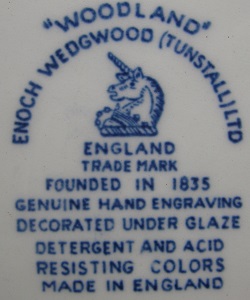 "WOODLAND"
ENOCH WEDGWOOD (TUNSTALL) LTD
ENGLAND
TRADE MARK
FOUNDED IN 1835
GENUINE HAND ENGRAVING
DECORATED UNDER GLAZE
DETERGENT AND ACID
RESISTING COLORS
MADE IN ENGLAND